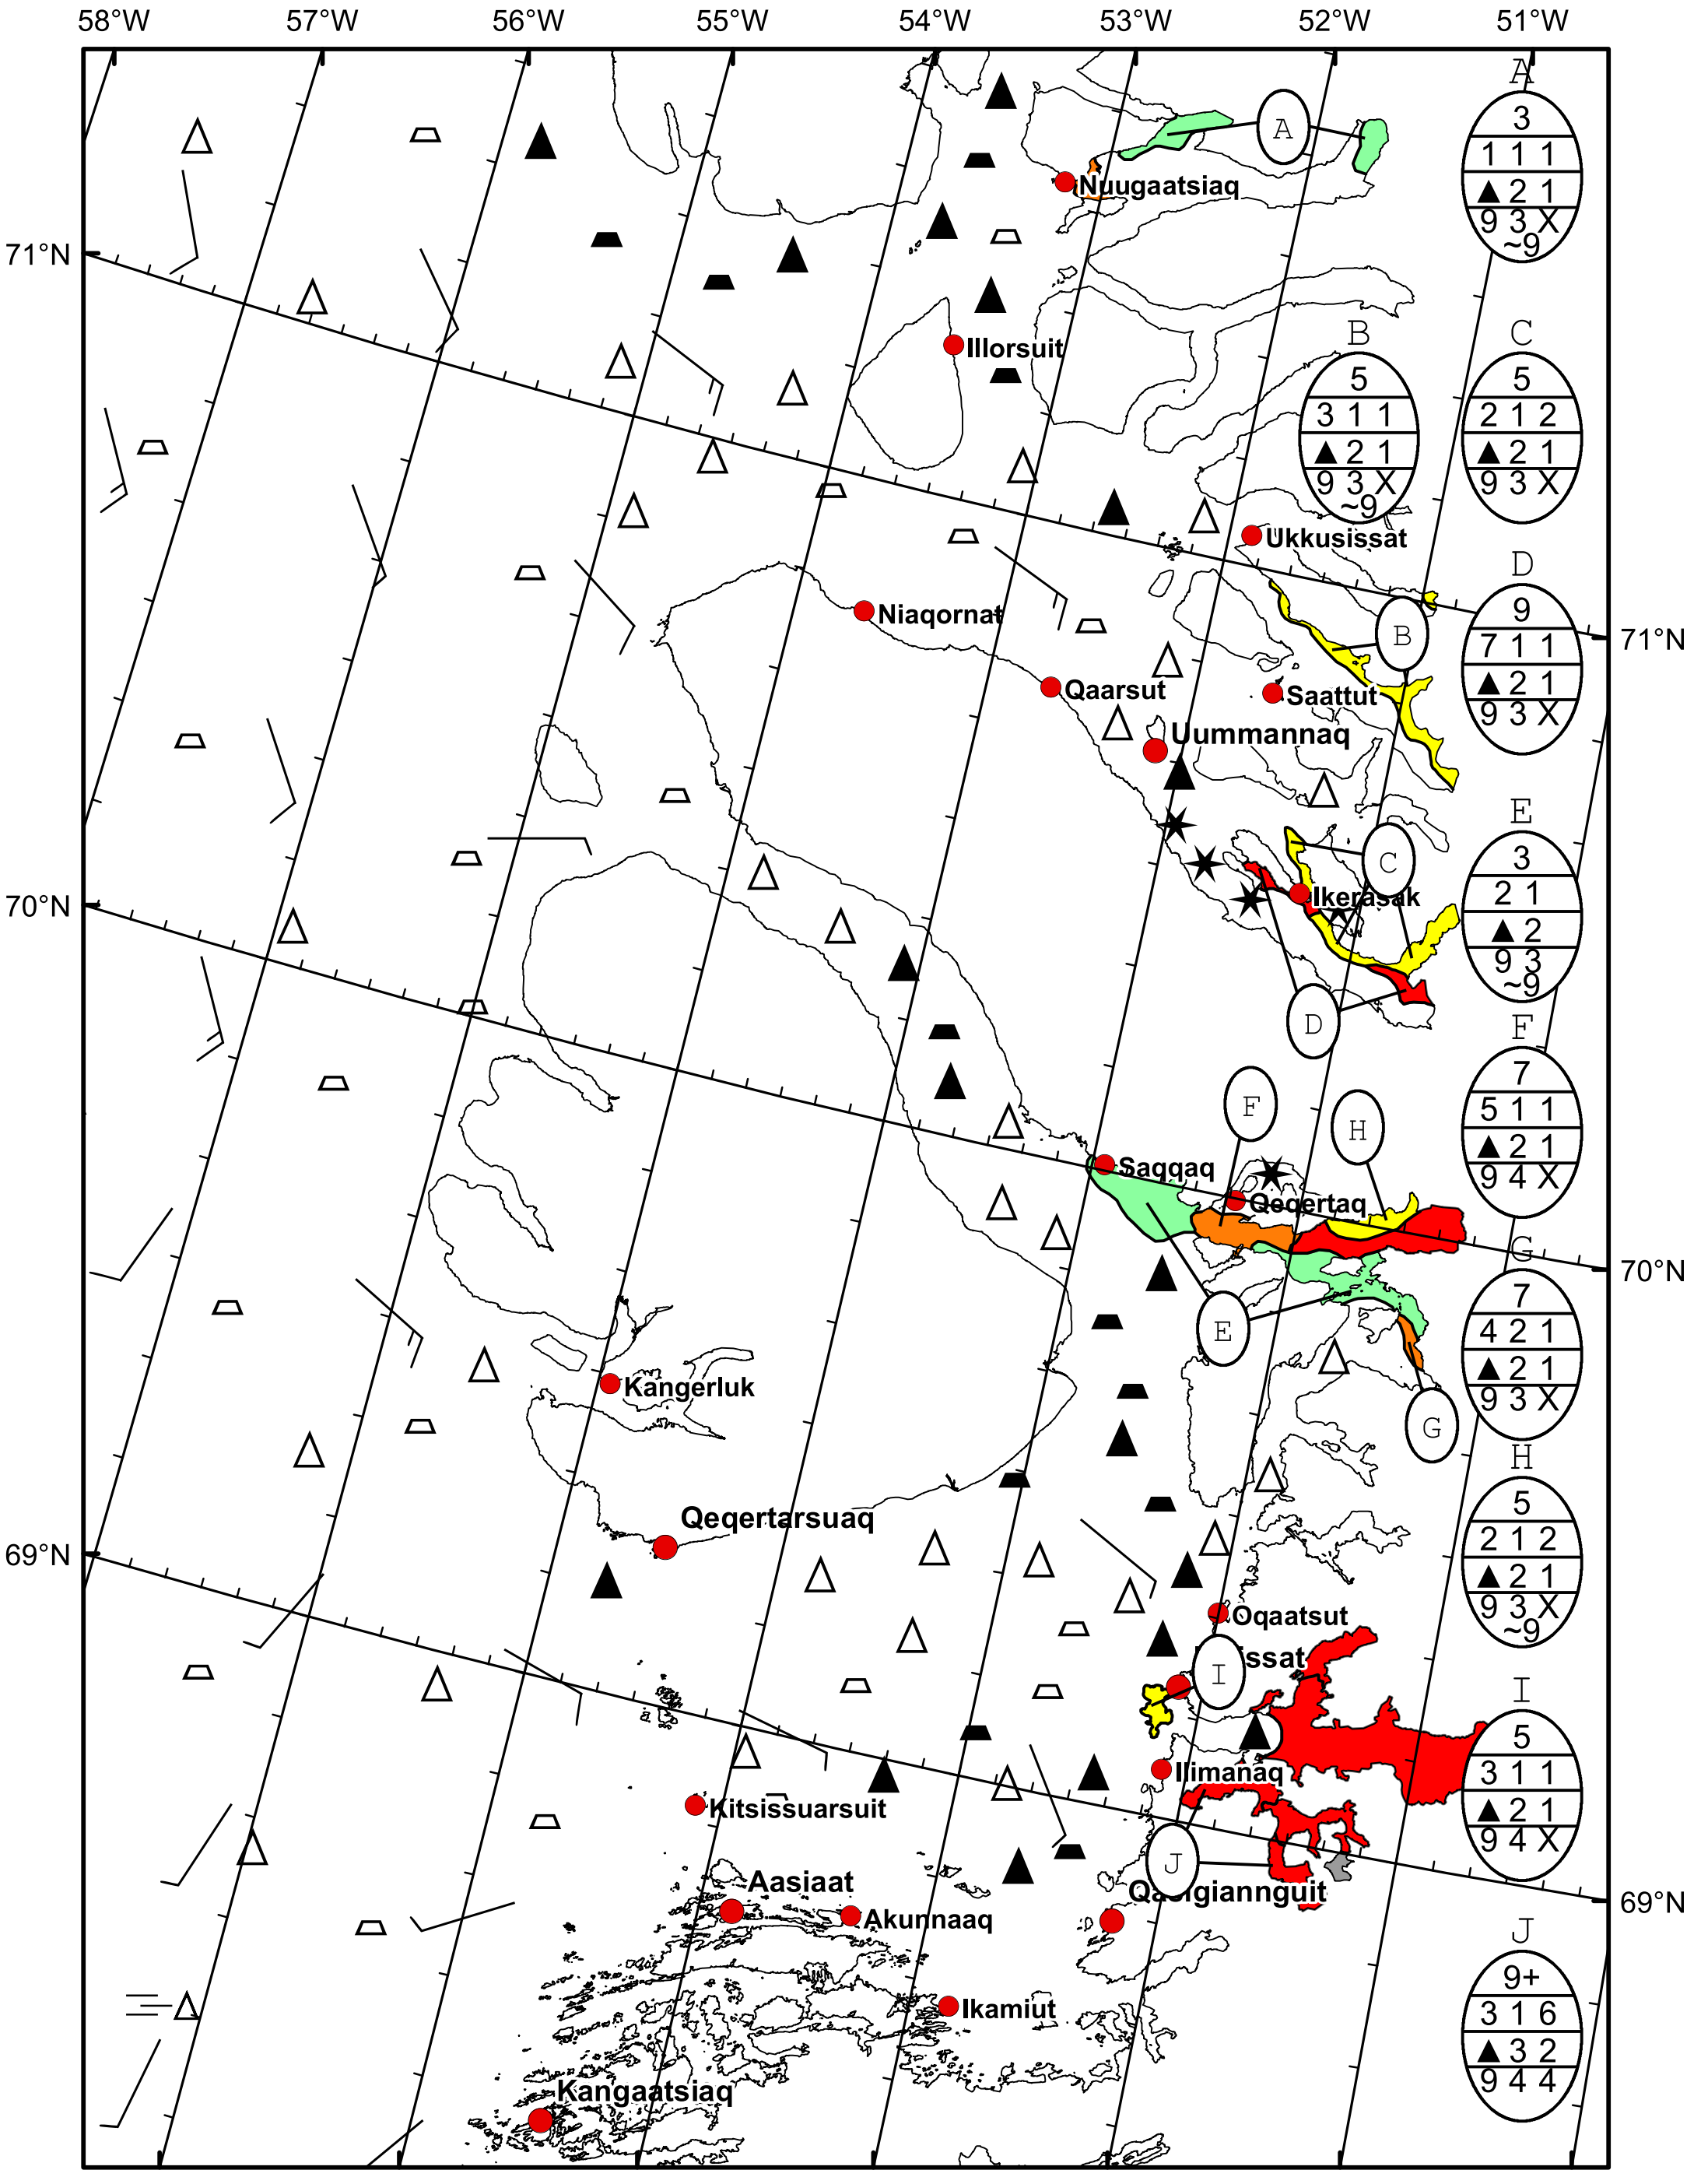 58°W 57°W 56°W 55°W 54°W 53°W 52°W 51°W
A
3
1 1 1
▲ 2 1
9 3 X
~9
A
Nuugaatsiaq
71°N
Illorsuit
B
5
3 1 1
▲ 2 1
9 3 X
~9
C
5
2 1 2
▲ 2 1
9 3 X
Ukkusissat
D
9
7 1 1
▲ 2 1
9 3 X
Niaqornat
B
71°N
Qaarsut
Saattut
Uummannaq
E
3
2 1
▲ 2
9 3
~9
C
Ikerasak
70°N
D
F
7
5 1 1
▲ 2 1
9 4 X
F
H
Saqqaq
Qeqertaq
G
7
4 2 1
▲ 2 1
9 3 X
70°N
E
Kangerluk
G
H
5
2 1 2
▲ 2 1
9 3 X
~9
Qeqertarsuaq
69°N
Oqaatsut
I
ssat
I
5
3 1 1
▲ 2 1
9 4 X
Ilimanaq
Kitsissuarsuit
J
Aasiaat
Akunnaaq
69°N
J
9+
3 1 6
▲ 3 2
9 4 4
Ikamiut
Kangaatsiaq